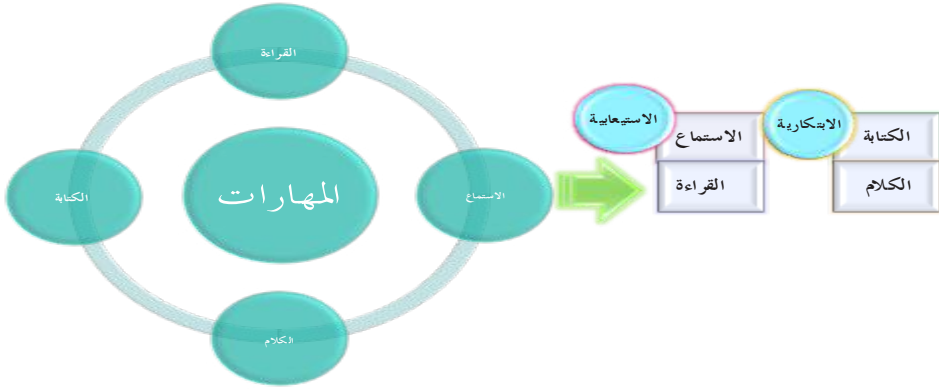 القراءة
الكتابة
المهارات
الاستماع
الكلام
الاستيعابية
الاستماع
القراءة
الابتكارية
الكتابة
الكلام